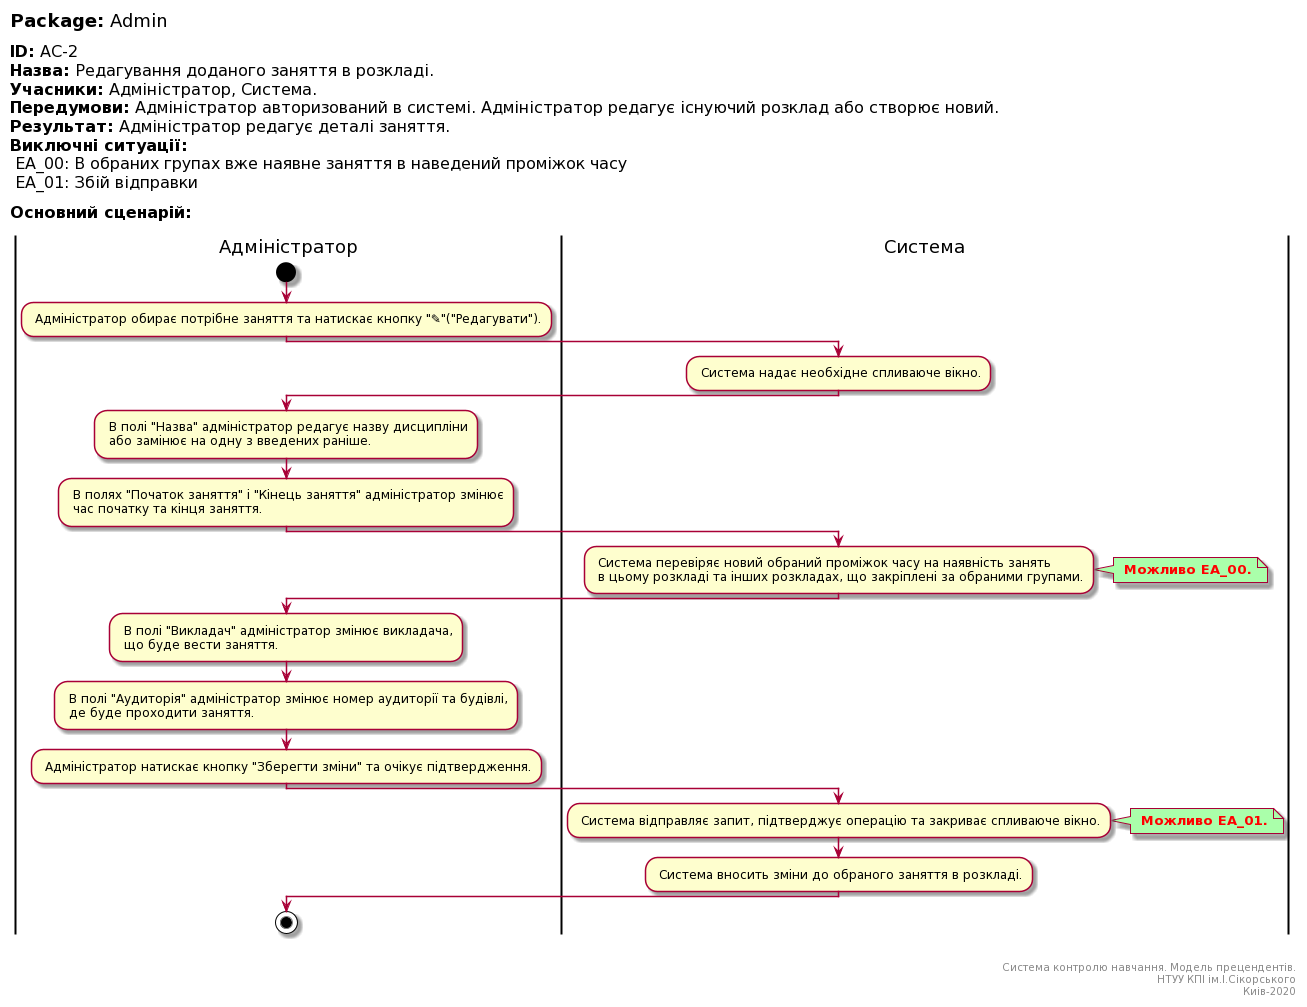 Package: Admin
ID: AC-2
Назва: Редагування доданого заняття в розкладі.
Учасники: Адміністратор, Система.
Передумови: Адміністратор авторизований в системі. Адміністратор редагує існуючий розклад або створює новий.
Результат: Адміністратор редагує деталі заняття.
Виключні ситуації:
EA_00: В обраних групах вже наявне заняття в наведений проміжок часу
EA_01: Збій відправки
Основний сценарій:
Адміністратор
Система
Адміністратор обирає потрібне заняття та натискає кнопку "✎"("Редагувати").
Система надає необхідне спливаюче вікно.
В полі "Назва" адміністратор редагує назву дисципліни
або замінює на одну з введених раніше.
В полях "Початок заняття" і "Кінець заняття" адміністратор змінює
час початку та кінця заняття.
Система перевіряє новий обраний проміжок часу на наявність занять
в цьому розкладі та інших розкладах, що закріплені за обраними групами.
Можливо EA_00.
В полі "Викладач" адміністратор змінює викладача,
що буде вести заняття.
В полі "Аудиторія" адміністратор змінює номер аудиторії та будівлі,
де буде проходити заняття.
Адміністратор натискає кнопку "Зберегти зміни" та очікує підтвердження.
Система відправляє запит, підтверджує операцію та закриває спливаюче вікно.
Можливо EA_01.
Система вносить зміни до обраного заняття в розкладі.
Система контролю навчання. Модель прецендентів.
НТУУ КПІ ім.І.Сікорського
Київ-2020